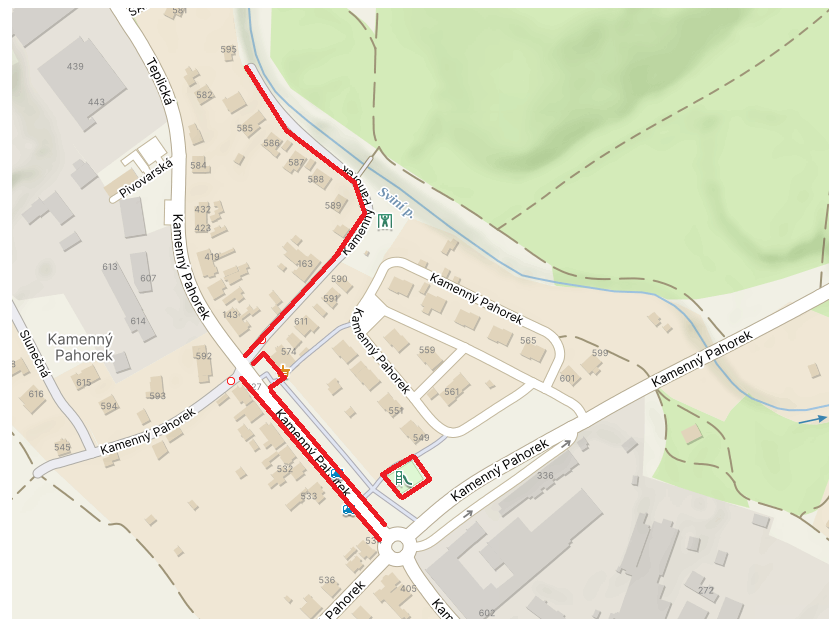 581
595
439
443
Teplická
582
585
586
587
588
589
584
Pivovarská
Kamenný Pahorek
Sviní p.
432
423
Kamenný Pahorek
419
163
590
591
613
607
614
143
611
Kamenný Pahorek
Kamenný Pahorek
565
599
601
Kamenný Pahorek
Kamenný
Pahorek
592
574
559
561
551
549
Slunečná
616
615
594
593
545
Kamenný Pahorek
Kamenný Pahorek
532
533
336
Kamenný Pahorek
536
Pahorek
405
602
272